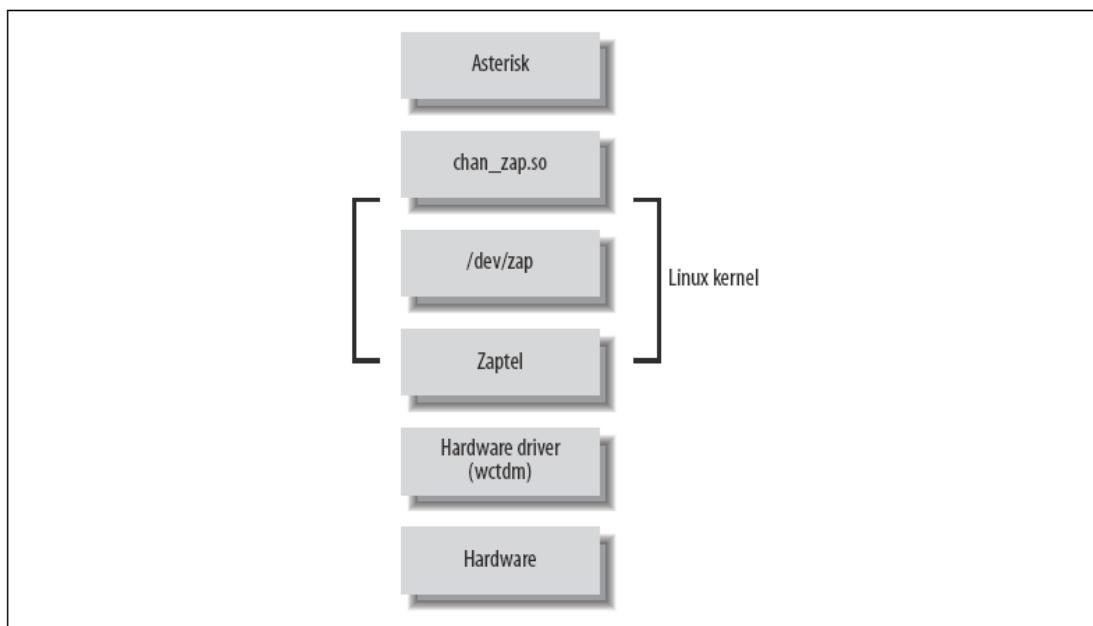 Asterisk
chan_zap.so
/dev/zap
Linux kernel
Zaptel
Hardware driver
(wctdm)
Hardware